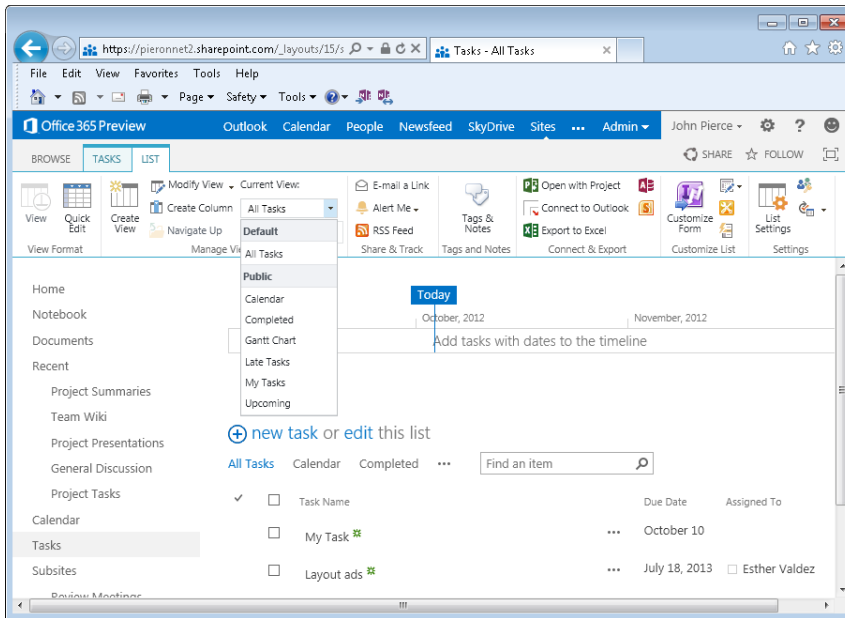 https://pieronnet2.sharepoint.com/_layouts/15/s
Tasks - All Tasks
File Edit View Favorites Tools Help
Page Safety Tools
Office 365 Preview Outlook Calendar People Newsfeed SkyDrive Sites ... Admin John Pierce ?
BROWSE TASKS LIST SHARE FOLLOW
View
Quick Edit
View Format
Create View
Modify View
Create Column
Navigate Up
Current View:
All Tasks
Manage Vi
Default
All Tasks
Public
Calendar
Completed
Gantt Chart
Late Tasks
My Tasks
Upcoming
E-mail a Link
Alert Me
RSS Feed
Share & Track
Tags & Notes
Tags and Notes
Open with Project
Connect to Outlook
Export to Excel
Connect & Export
Customize Form
Customize List
List Settings
Settings
Home
Notebook
Documents
Recent
Project Summaries
Team Wiki
Project Presentations
General Discussion
Project Tasks
Calendar
Tasks
Subsites
Review Meetings
Today
October, 2012 November, 2012
Add tasks with dates to the timeline
new task or edit this list
All Tasks Calendar Completed ... Find an item
Task Name Due Date Assigned To
My Task ... October 10
Layout ads ... July 18, 2013 Esther Valdez